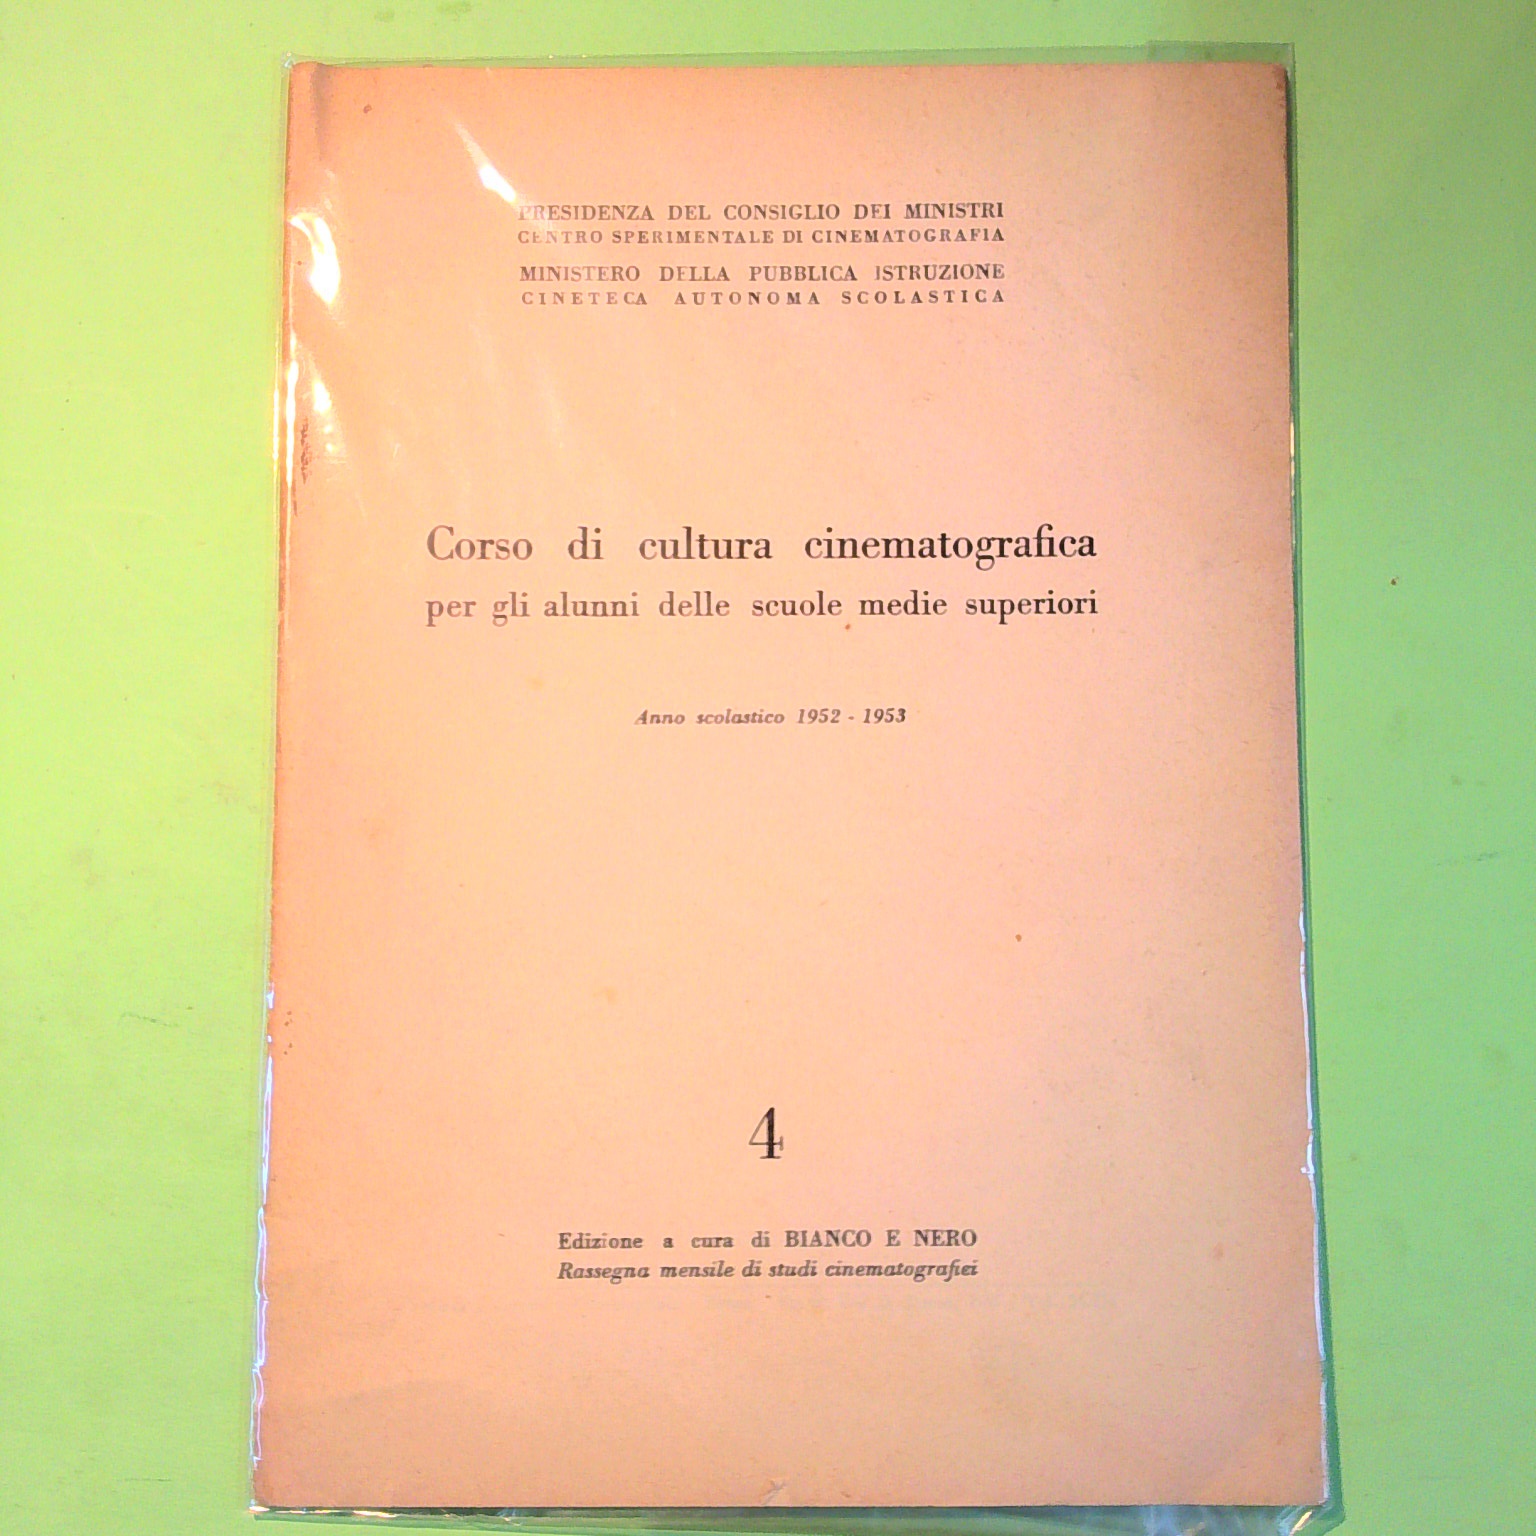 PRESIDENZA DEL CONSIGLIO DEI MINISTRI
CENTRO SPERIMENTALE DI CINEMATOGRAFIA
MINISTERO DELLA PUBBLICA ISTRUZIONE
CINETECA AUTONOMA SCOLASTICA
Corso di cultura cinematografica
per gli alunni delle scuole medie superiori
Anno scolastico 1952 - 1953
4
Edizione a cura di BIANCO E NERO
Rassegna mensile di studi cinematografici